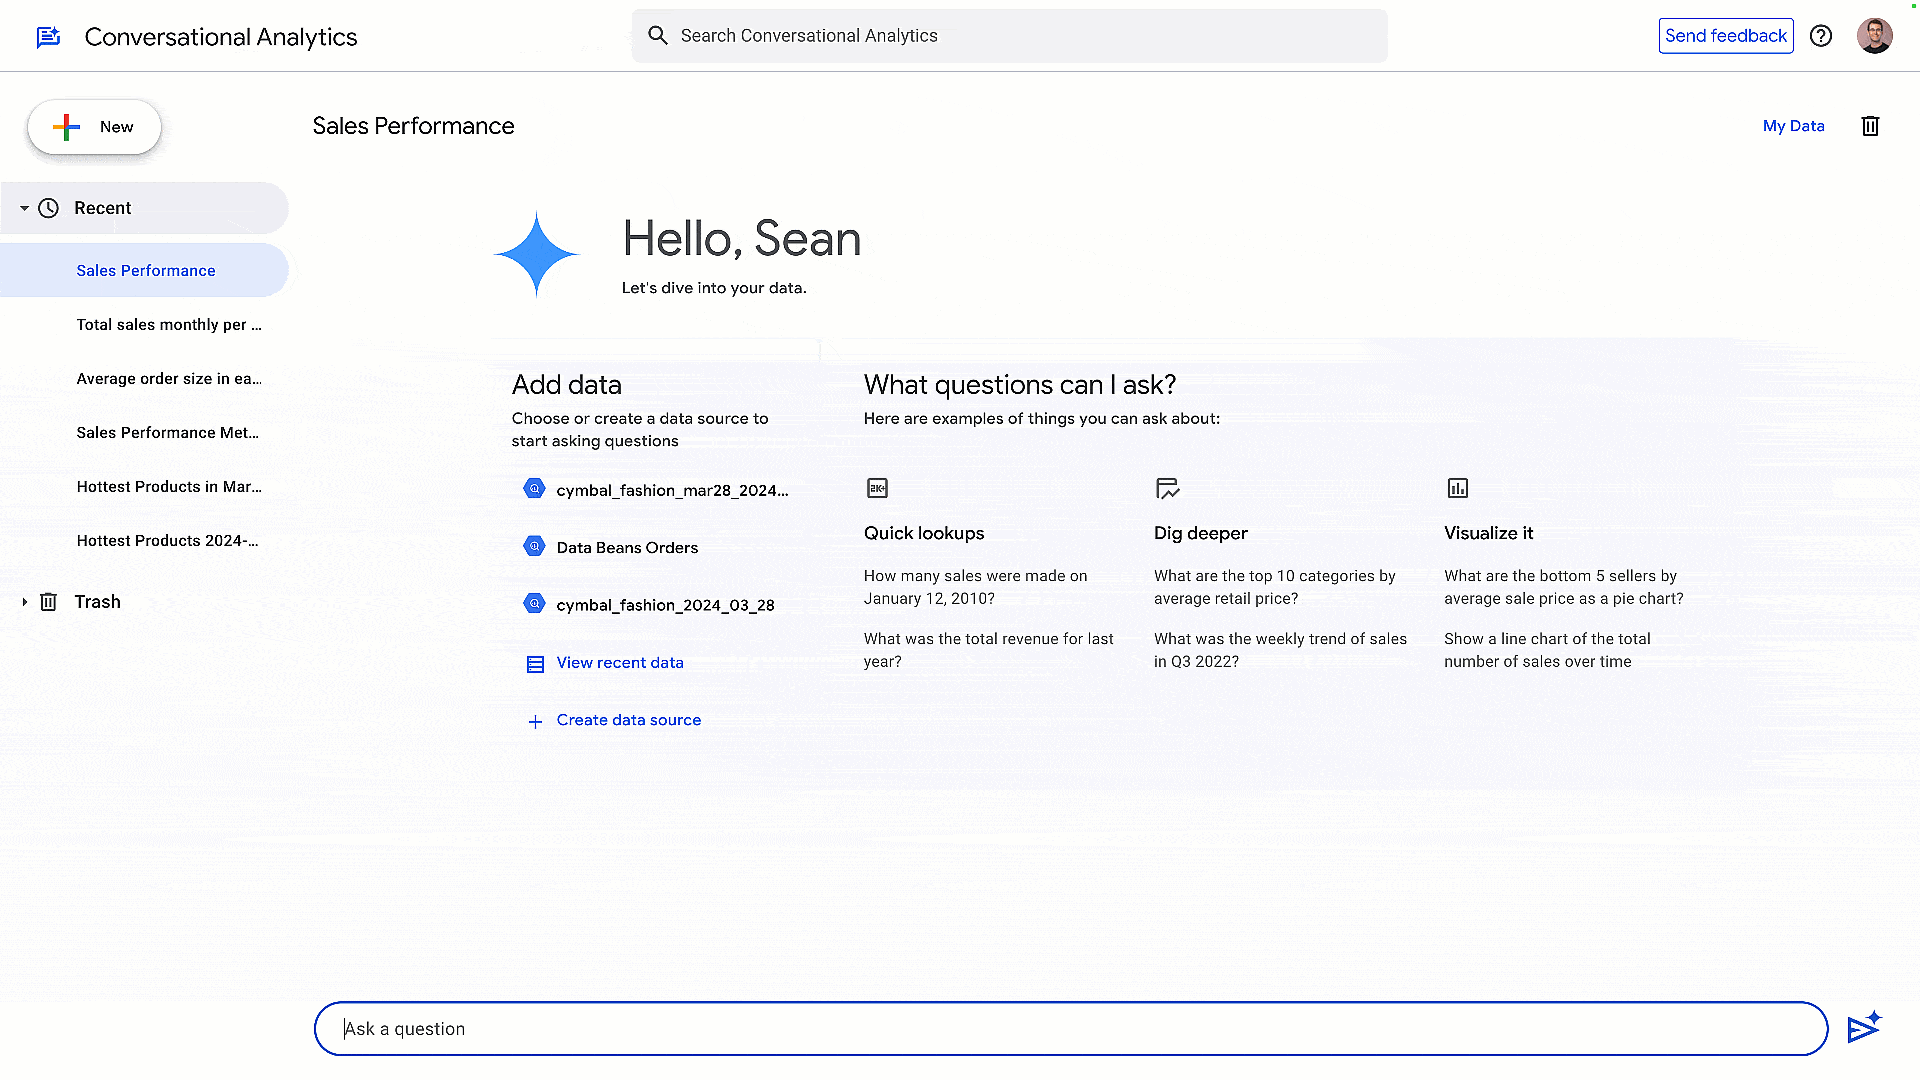 Conversational Analytics
Search Conversational Analytics
Send feedback
New
Sales Performance
My Data
Recent
Sales Performance
Total sales monthly per ...
Average order size in ea...
Sales Performance Met...
Hottest Products in Mar...
Hottest Products 2024-...
Trash
Hello, Sean
Let's dive into your data.
Add data
Choose or create a data source to
start asking questions
cymbal_fashion_mar28_2024...
Data Beans Orders
cymbal_fashion_2024_03_28
View recent data
Create data source
What questions can I ask?
Here are examples of things you can ask about:
2K+
Quick lookups
How many sales were made on
January 12, 2010?
What was the total revenue for last
year?
Dig deeper
What are the top 10 categories by
average retail price?
What was the weekly trend of sales
in Q3 2022?
Visualize it
What are the bottom 5 sellers by
average sale price as a pie chart?
Show a line chart of the total
number of sales over time
Ask a question